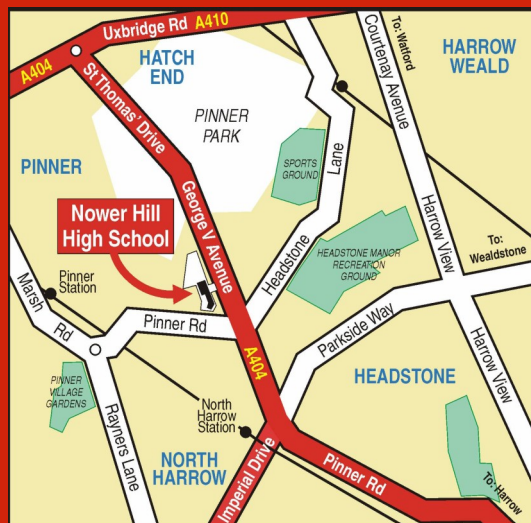 Uxbridge Rd A410
A404
HATCH
END
St Thomas' Drive
PINNER
PARK
To: Watford
Courtenay Avenue
HARROW
WEALD
PINNER
SPORTS
GROUND
Lane
Nower Hill
High School
George V Avenue
Headstone
HEADSTONE MANOR
RECREATION
GROUND
Harrow View
To:
Wealdstone
Pinner
Station
Marsh
Rd
Pinner Rd
Parkside Way
A404
Harrow View
PINNER
VILLAGE
GARDENS
HEADSTONE
North
Harrow
Station
Rayners Lane
NORTH
HARROW
Imperial Drive
Pinner Rd
To: Harrow